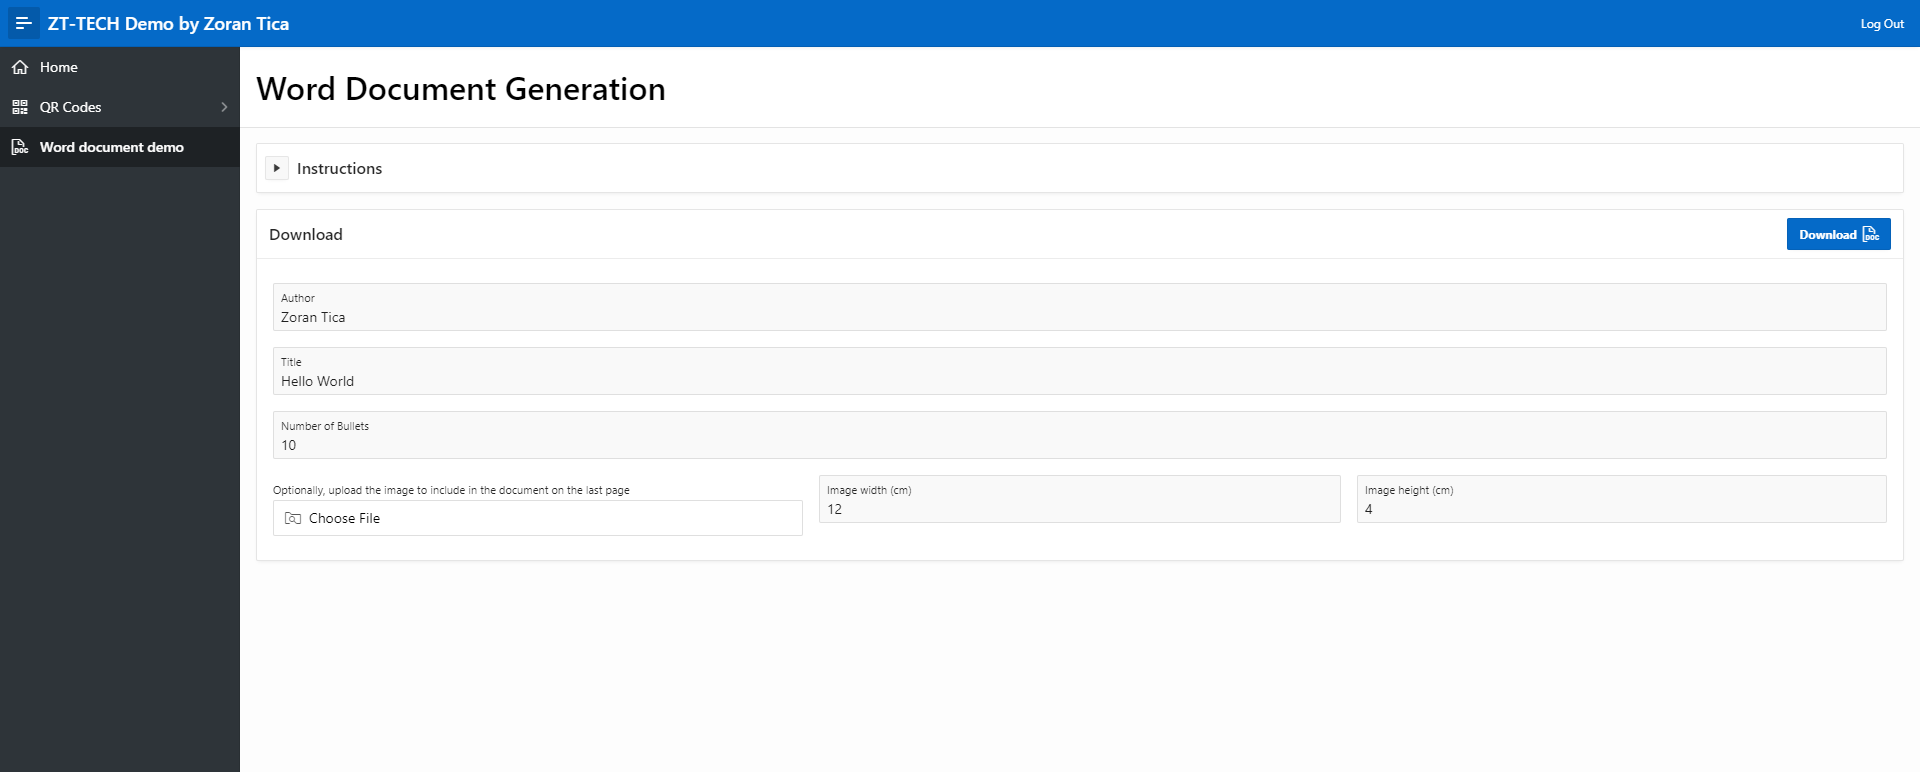 ZT-TECH Demo by Zoran Tica
Log Out
Home
QR Codes
DOC Word document demo
Word Document Generation
Instructions
Download
Download DOC
Author
Zoran Tica
Title
Hello World
Number of Bullets
10
Optionally, upload the image to include in the document on the last page
Choose File
Image width (cm)
12
Image height (cm)
4